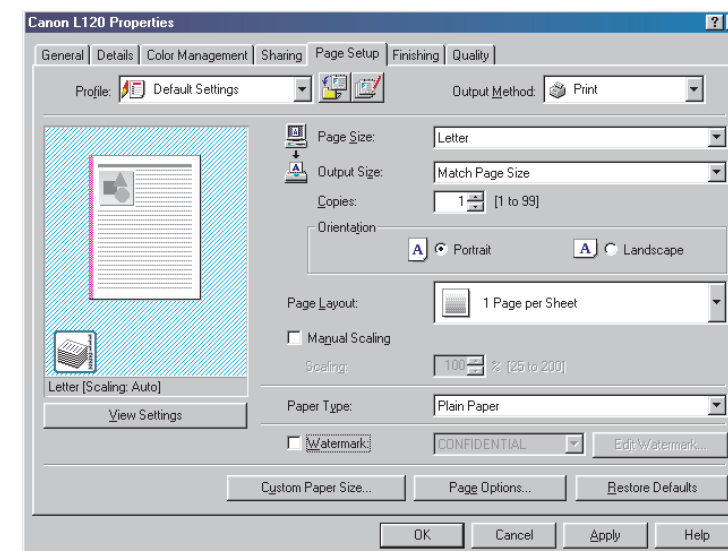 Canon L120 Properties
General Details Color Management Sharing Page Setup Finishing Quality
Profile: Default Settings Output Method: Print
Page Size: Letter
Output Size: Match Page Size
Copies: 1 [1 to 99]
Orientation
A Portrait A Landscape
Page Layout: 1 Page per Sheet
Manual Scaling
Scaling: 100 % [25 to 200]
Letter [Scaling: Auto]
View Settings
Paper Type: Plain Paper
Watermark: CONFIDENTIAL Edit Watermark...
Custom Paper Size... Page Options... Restore Defaults
OK Cancel Apply Help